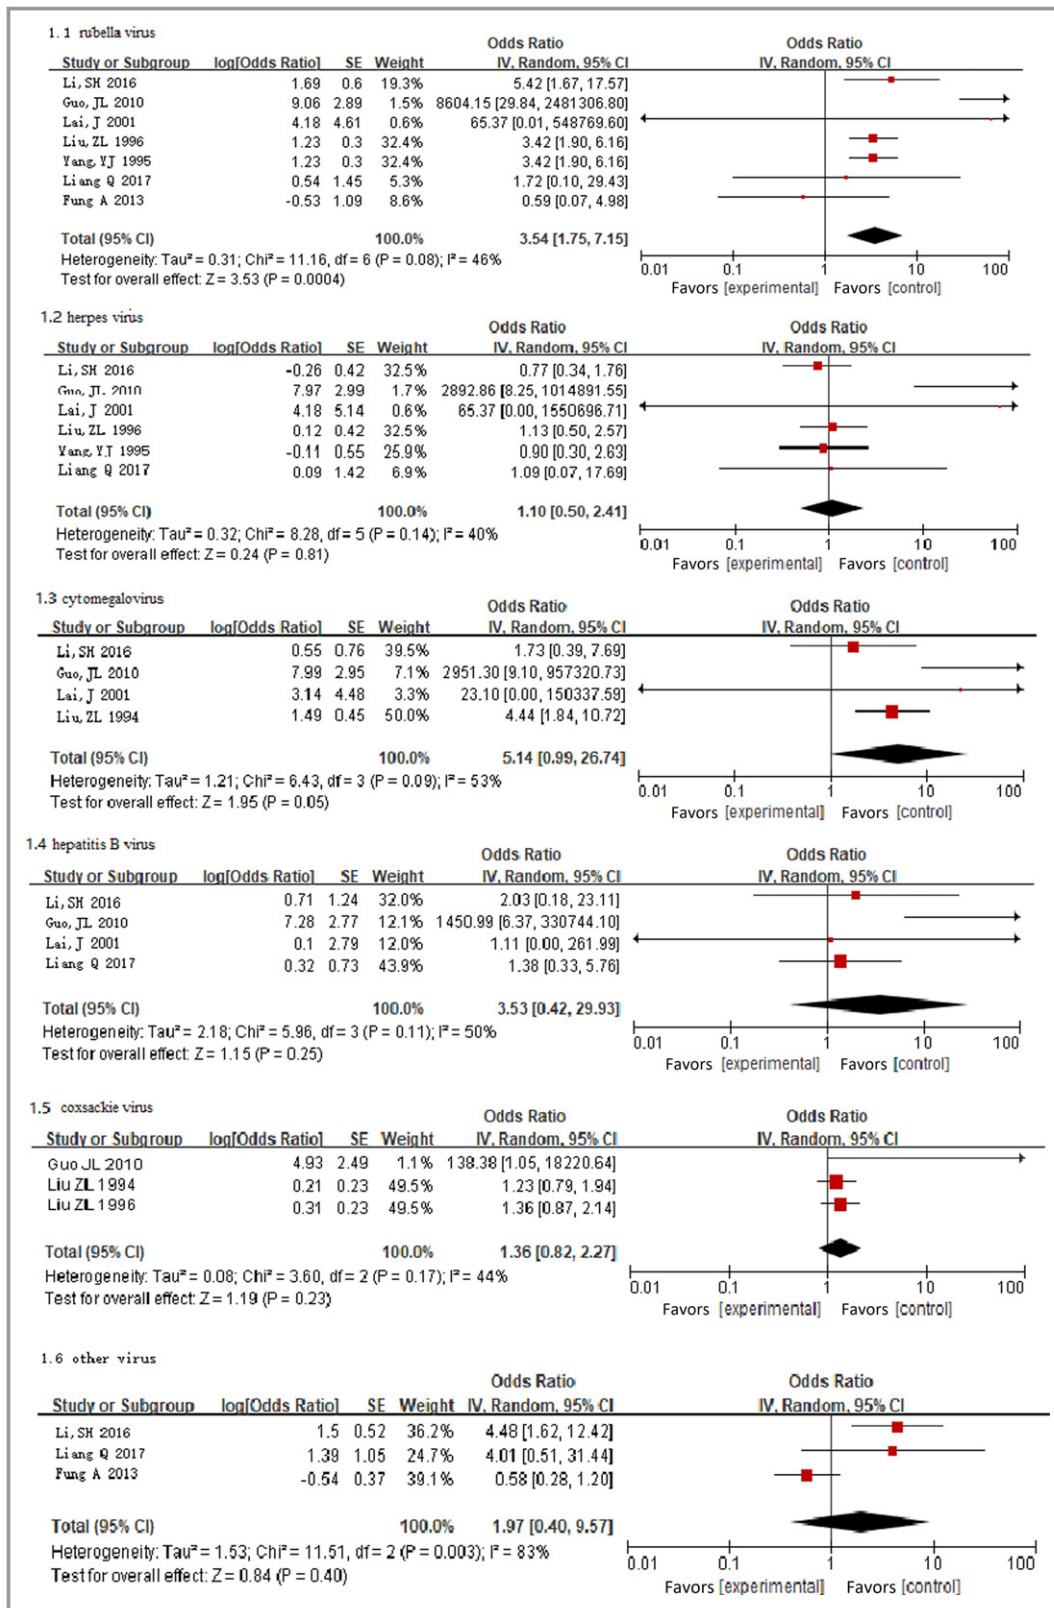 1. 1 rubella virus
Odds Ratio Odds Ratio
Study or Subgroup log[Odds Ratio] SE Weight IV, Random, 95% CI IV, Random, 95% CI
Li, SH 2016 1.69 0.6 19.3% 5.42 [1.67, 17.57]
Guo, JL 2010 9.06 2.89 1.5% 8604.15 [29.84, 2481306.80]
Lai, J 2001 4.18 4.61 0.6% 65.37 [0.01, 548769.60]
Liu, ZL 1996 1.23 0.3 32.4% 3.42 [1.90, 6.16]
Yang, YJ 1995 1.23 0.3 32.4% 3.42 [1.90, 6.16]
Liang Q 2017 0.54 1.45 5.3% 1.72 [0.10, 29.43]
Fung A 2013 -0.53 1.09 8.6% 0.59 [0.07, 4.98]
Total (95% CI) 100.0% 3.54 [1.75, 7.15]
Heterogeneity: Tau² = 0.31; Chi² = 11.16, df = 6 (P = 0.08); I² = 46%
Test for overall effect: Z = 3.53 (P = 0.0004)
0.01 0.1 1 10 100
Favors [experimental] Favors [control]
1.2 herpes virus
Odds Ratio Odds Ratio
Study or Subgroup log[Odds Ratio] SE Weight IV, Random, 95% CI IV, Random, 95% CI
Li, SH 2016 -0.26 0.42 32.5% 0.77 [0.34, 1.76]
Guo, JL 2010 7.97 2.99 1.7% 2892.86 [8.25, 1014891.55]
Lai, J 2001 4.18 5.14 0.6% 65.37 [0.00, 1550696.71]
Liu, ZL 1996 0.12 0.42 32.5% 1.13 [0.50, 2.57]
Yang, YJ 1995 -0.11 0.55 25.9% 0.90 [0.30, 2.63]
Liang Q 2017 0.09 1.42 6.9% 1.09 [0.07, 17.69]
Total (95% CI) 100.0% 1.10 [0.50, 2.41]
Heterogeneity: Tau² = 0.32; Chi² = 8.28, df = 5 (P = 0.14); I² = 40%
Test for overall effect: Z = 0.24 (P = 0.81)
0.01 0.1 1 10 100
Favors [experimental] Favors [control]
1.3 cytomegalovirus
Odds Ratio Odds Ratio
Study or Subgroup log[Odds Ratio] SE Weight IV, Random, 95% CI IV, Random, 95% CI
Li, SH 2016 0.55 0.76 39.5% 1.73 [0.39, 7.69]
Guo, JL 2010 7.99 2.95 7.1% 2951.30 [9.10, 957320.73]
Lai, J 2001 3.14 4.48 3.3% 23.10 [0.00, 150337.59]
Liu, ZL 1994 1.49 0.45 50.0% 4.44 [1.84, 10.72]
Total (95% CI) 100.0% 5.14 [0.99, 26.74]
Heterogeneity: Tau² = 1.21; Chi² = 6.43, df = 3 (P = 0.09); I² = 53%
Test for overall effect: Z = 1.95 (P = 0.05)
0.01 0.1 1 10 100
Favors [experimental] Favors [control]
1.4 hepatitis B virus
Odds Ratio Odds Ratio
Study or Subgroup log[Odds Ratio] SE Weight IV, Random, 95% CI IV, Random, 95% CI
Li, SH 2016 0.71 1.24 32.0% 2.03 [0.18, 23.11]
Guo, JL 2010 7.28 2.77 12.1% 1450.99 [6.37, 330744.10]
Lai, J 2001 0.1 2.79 12.0% 1.11 [0.00, 261.99]
Liang Q 2017 0.32 0.73 43.9% 1.38 [0.33, 5.76]
Total (95% CI) 100.0% 3.53 [0.42, 29.93]
Heterogeneity: Tau² = 2.18; Chi² = 5.96, df = 3 (P = 0.11); I² = 50%
Test for overall effect: Z = 1.15 (P = 0.25)
0.01 0.1 1 10 100
Favors [experimental] Favors [control]
1.5 coxsackie virus
Odds Ratio Odds Ratio
Study or Subgroup log[Odds Ratio] SE Weight IV, Random, 95% CI IV, Random, 95% CI
Guo JL 2010 4.93 2.49 1.1% 138.38 [1.05, 18220.64]
Liu ZL 1994 0.21 0.23 49.5% 1.23 [0.79, 1.94]
Liu ZL 1996 0.31 0.23 49.5% 1.36 [0.87, 2.14]
Total (95% CI) 100.0% 1.36 [0.82, 2.27]
Heterogeneity: Tau² = 0.08; Chi² = 3.60, df = 2 (P = 0.17); I² = 44%
Test for overall effect: Z = 1.19 (P = 0.23)
0.01 0.1 1 10 100
Favors [experimental] Favors [control]
1.6 other virus
Odds Ratio Odds Ratio
Study or Subgroup log[Odds Ratio] SE Weight IV, Random, 95% CI IV, Random, 95% CI
Li, SH 2016 1.5 0.52 36.2% 4.48 [1.62, 12.42]
Liang Q 2017 1.39 1.05 24.7% 4.01 [0.51, 31.44]
Fung A 2013 -0.54 0.37 39.1% 0.58 [0.28, 1.20]
Total (95% CI) 100.0% 1.97 [0.40, 9.57]
Heterogeneity: Tau² = 1.53; Chi² = 11.51, df = 2 (P = 0.003); I² = 83%
Test for overall effect: Z = 0.84 (P = 0.40)
0.01 0.1 1 10 100
Favors [experimental] Favors [control]